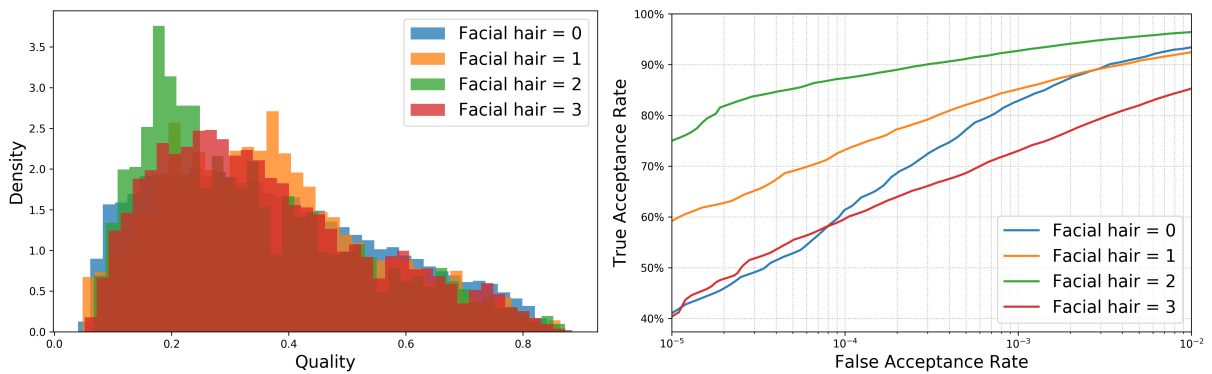 Density
3.5
3.0
2.5
2.0
1.5
1.0
0.5
0.0
0.0
0.2
0.4
0.6
0.8
Quality
Facial hair = 0
Facial hair = 1
Facial hair = 2
Facial hair = 3
True Acceptance Rate
100%
90%
80%
70%
60%
50%
40%
10⁻⁵
10⁻⁴
10⁻³
10⁻²
False Acceptance Rate
Facial hair = 0
Facial hair = 1
Facial hair = 2
Facial hair = 3